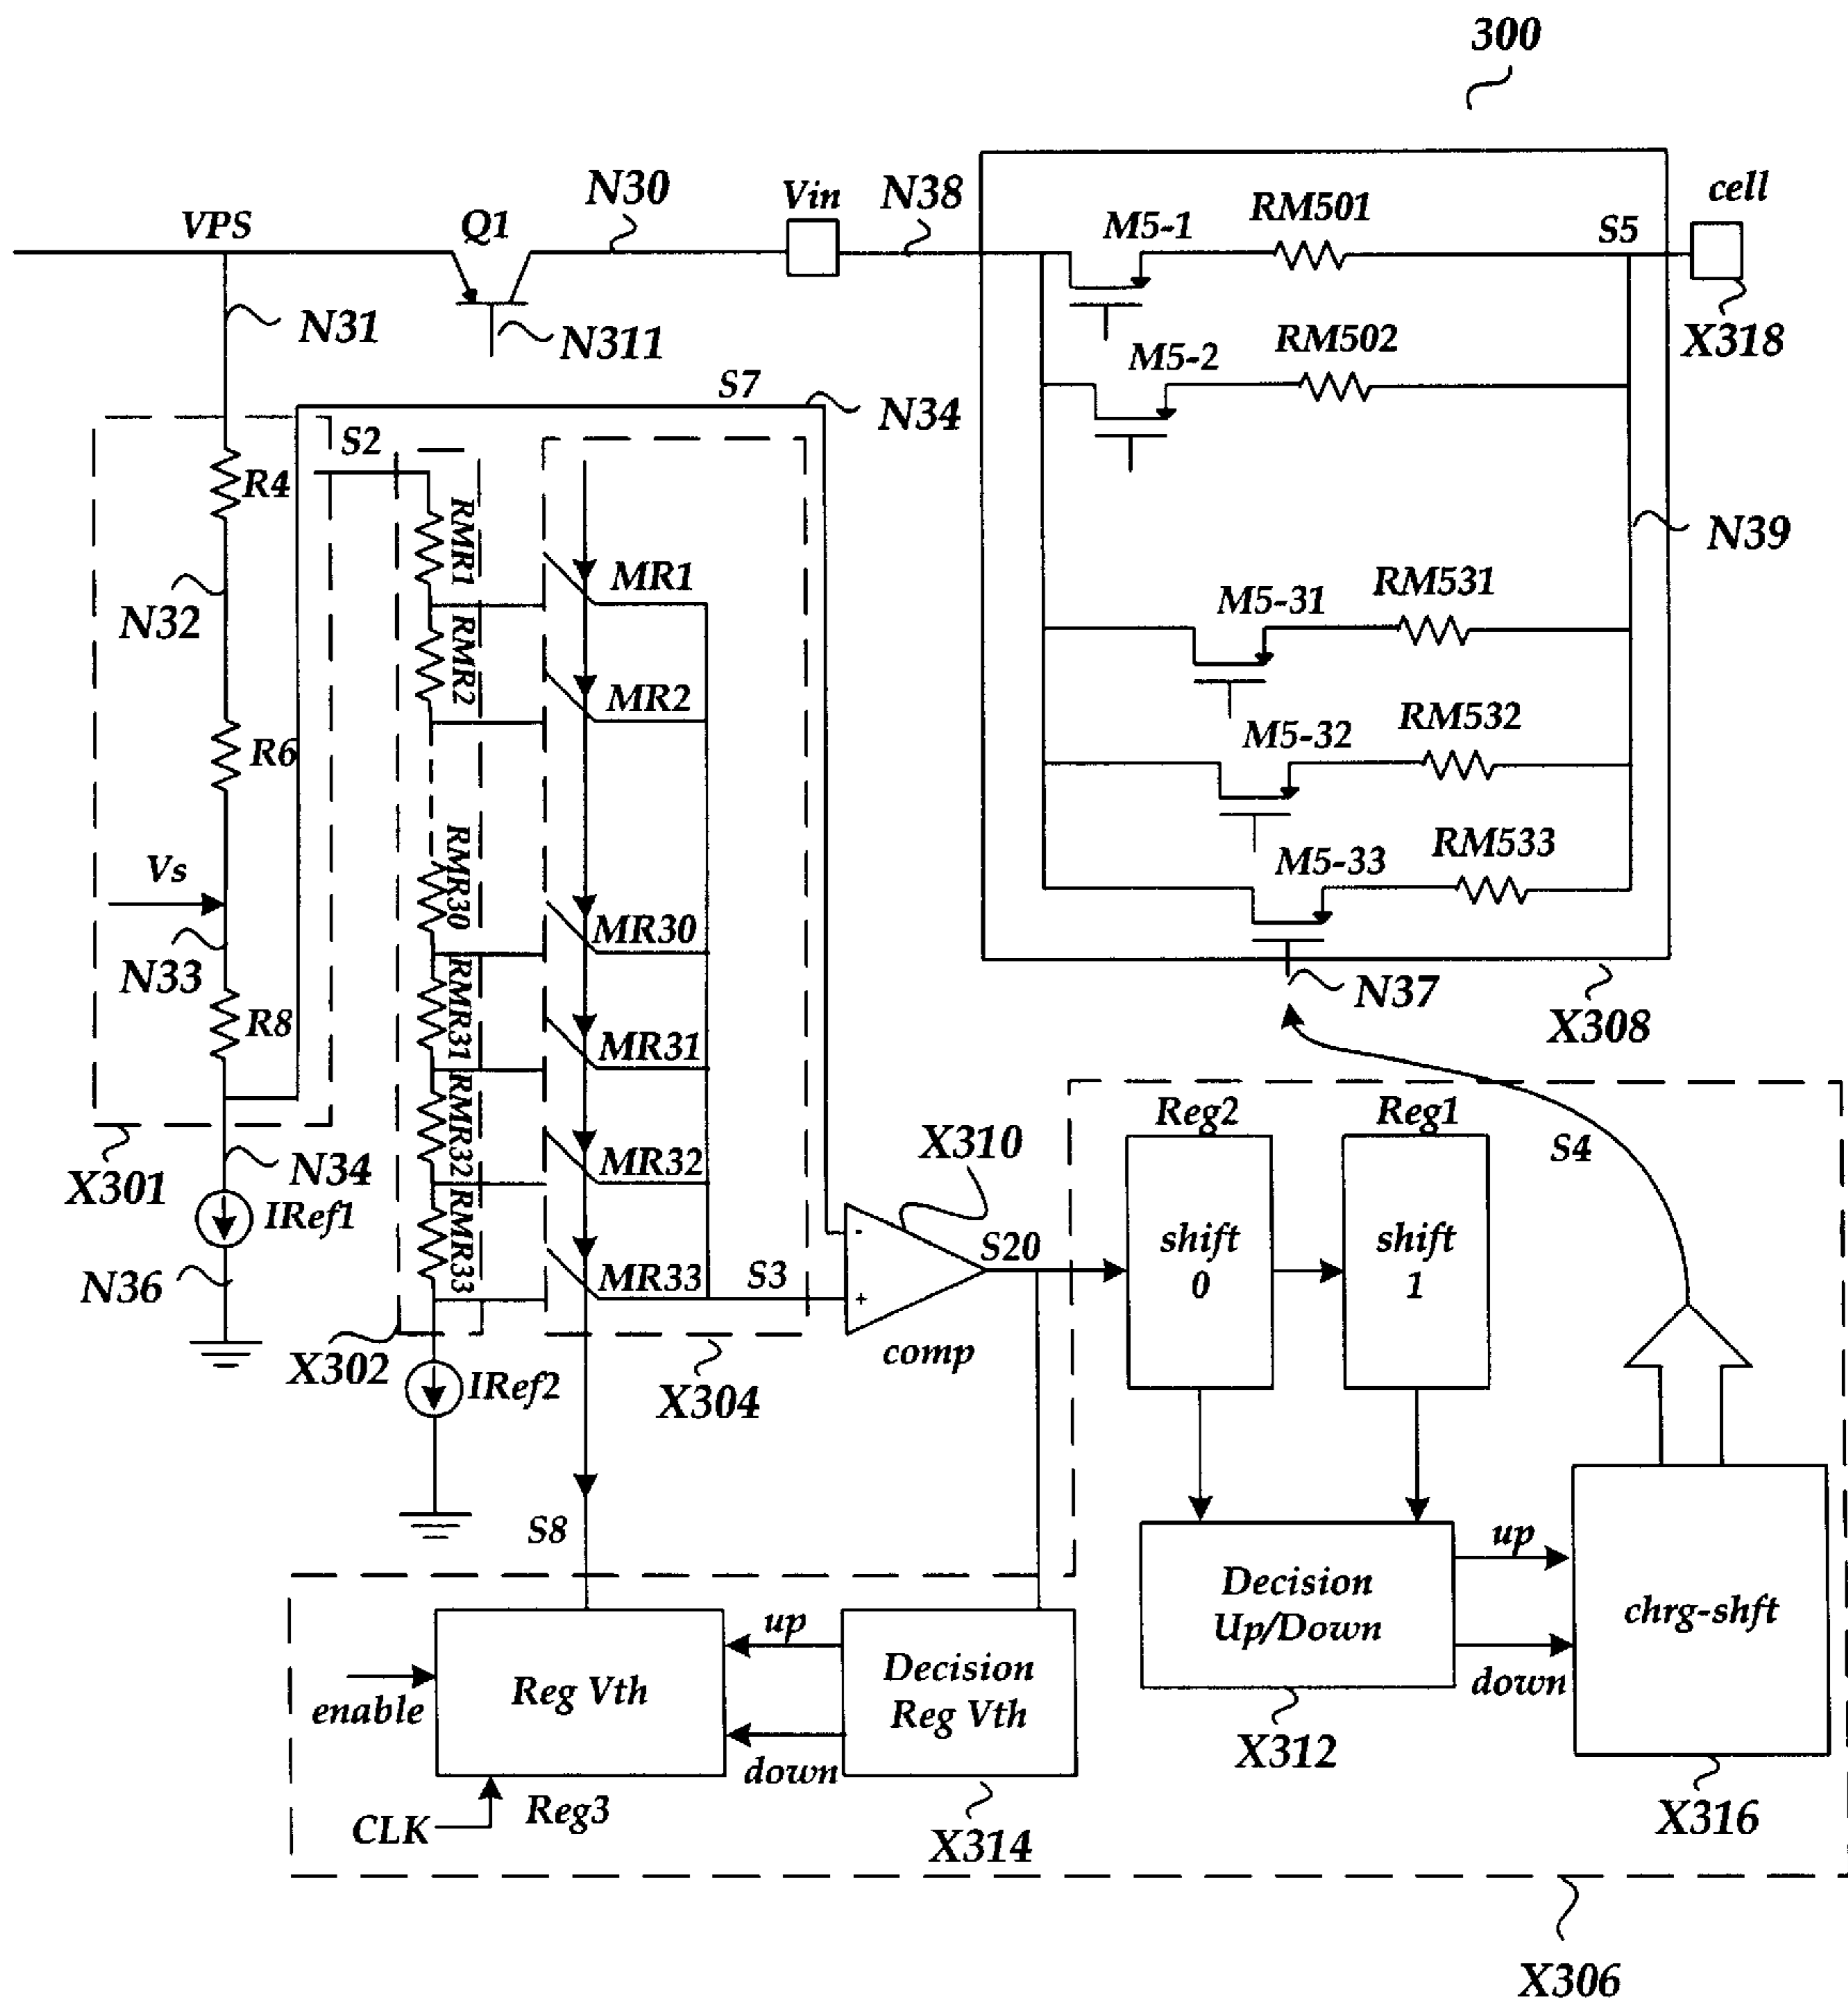 300
N30
Vin
N38
cell
VPS
Q1
M5-1
RM501
S5
N31
N311
X318
M5-2
RM502
S7
N34
S2
R4
RMR1
N39
MR1
M5-31
RM531
N32
RMR2
MR2
R6
M5-32
RM532
Vs
RMR30
M5-33
RM533
MR30
N33
RMR31
N37
R8
MR31
X308
RMR32
Reg2
Reg1
S4
X310
N34
MR32
X301
IRef1
RMR33
-
S20
shift
0
shift
1
N36
MR33
S3
+
X302
comp
IRef2
X304
S8
up
Decision
Up/Down
chrg-shft
up
Decision
Reg Vth
Reg Vth
enable
down
down
X312
CLK
Reg3
X314
X316
X306